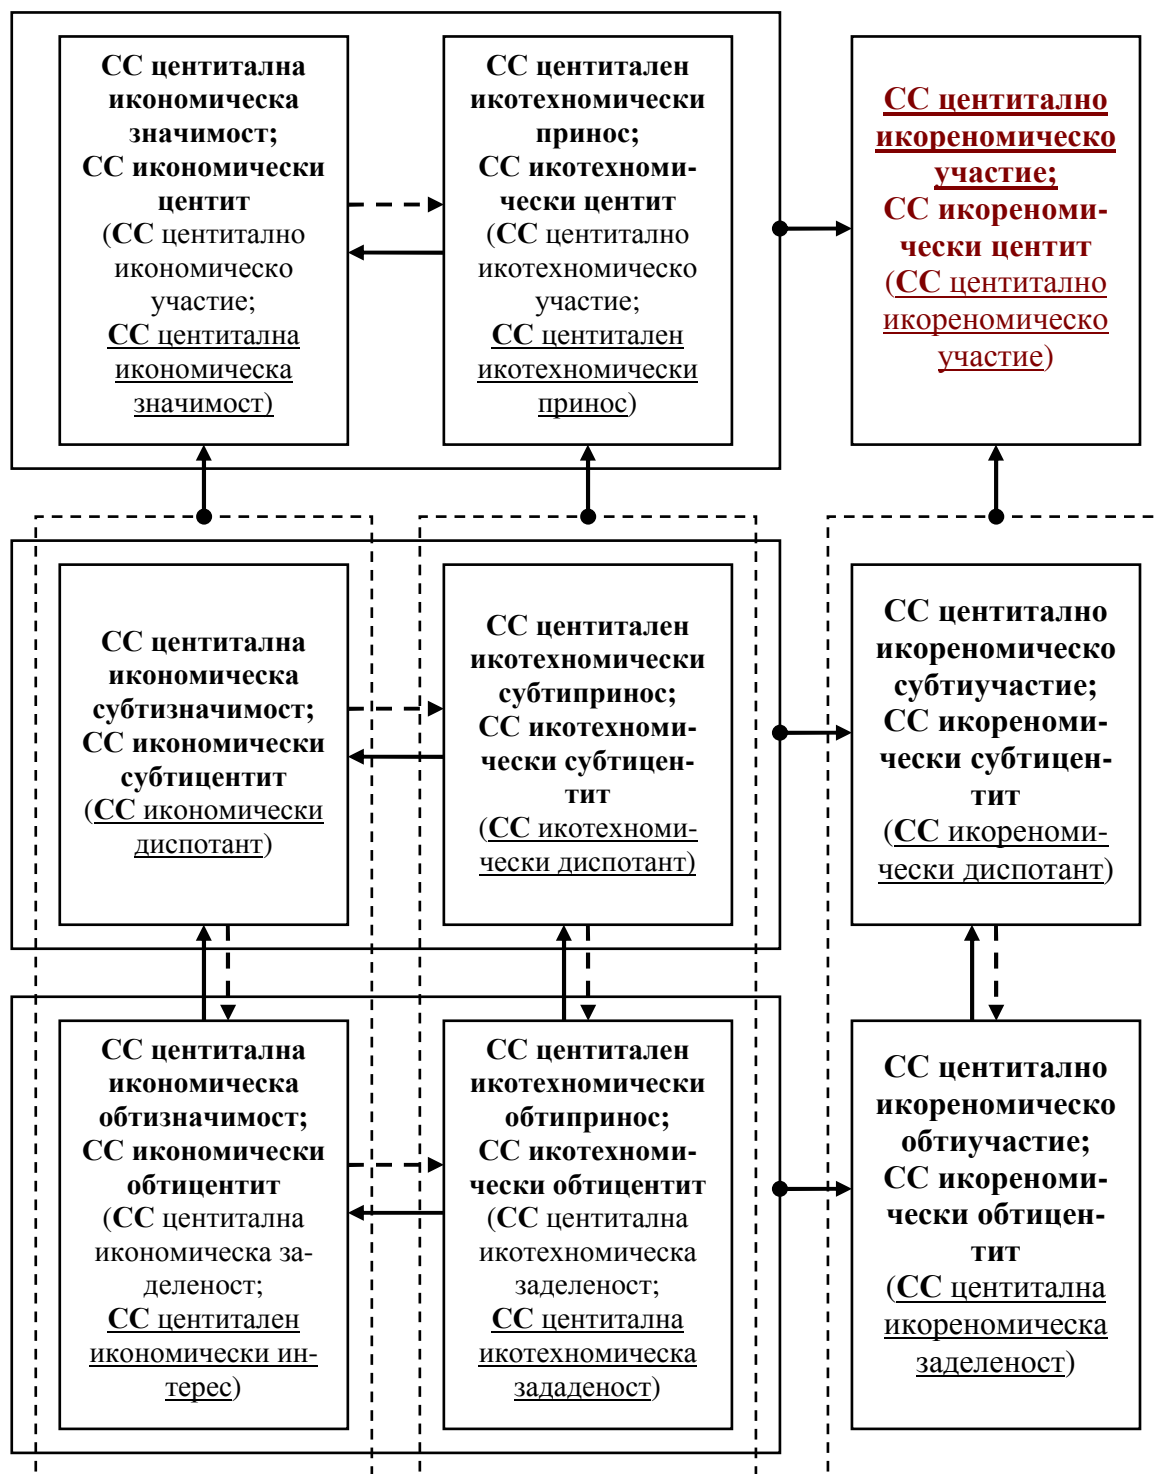 СС центитална
икономическа
значимост;
СС икономически
центит
(СС центитално
икономическо
участие;
СС центитална
икономическа
значимост)
СС центитален
икотехномически
принос;
СС икотехноми-
чески центит
(СС центитално
икотехномическо
участие;
СС центитален
икотехномически
принос)
СС центитално
икореномическо
участие;
СС икореноми-
чески центит
(СС центитално
икореномическо
участие)
СС центитална
икономическа
субтизначимост;
СС икономически
субтицентит
(СС икономически
диспотант)
СС центитален
икотехномически
субтипринос;
СС икотехноми-
чески субтицен-
тит
(СС икотехноми-
чески диспотант)
СС центитално
икореномическо
субтиучастие;
СС икореноми-
чески субтицен-
тит
(СС икореноми-
чески диспотант)
СС центитална
икономическа
обтизначимост;
СС икономически
обтицентит
(СС центитална
икономическа за-
деленост;
СС центитален
икономически ин-
терес)
СС центитален
икотехномически
обтипринос;
СС икотехноми-
чески обтицентит
(СС центитална
икотехномическа
заделеност;
СС центитална
икотехномическа
зададеност)
СС центитално
икореномическо
обтиучастие;
СС икореноми-
чески обтицен-
тит
(СС центитална
икореномическа
заделеност)